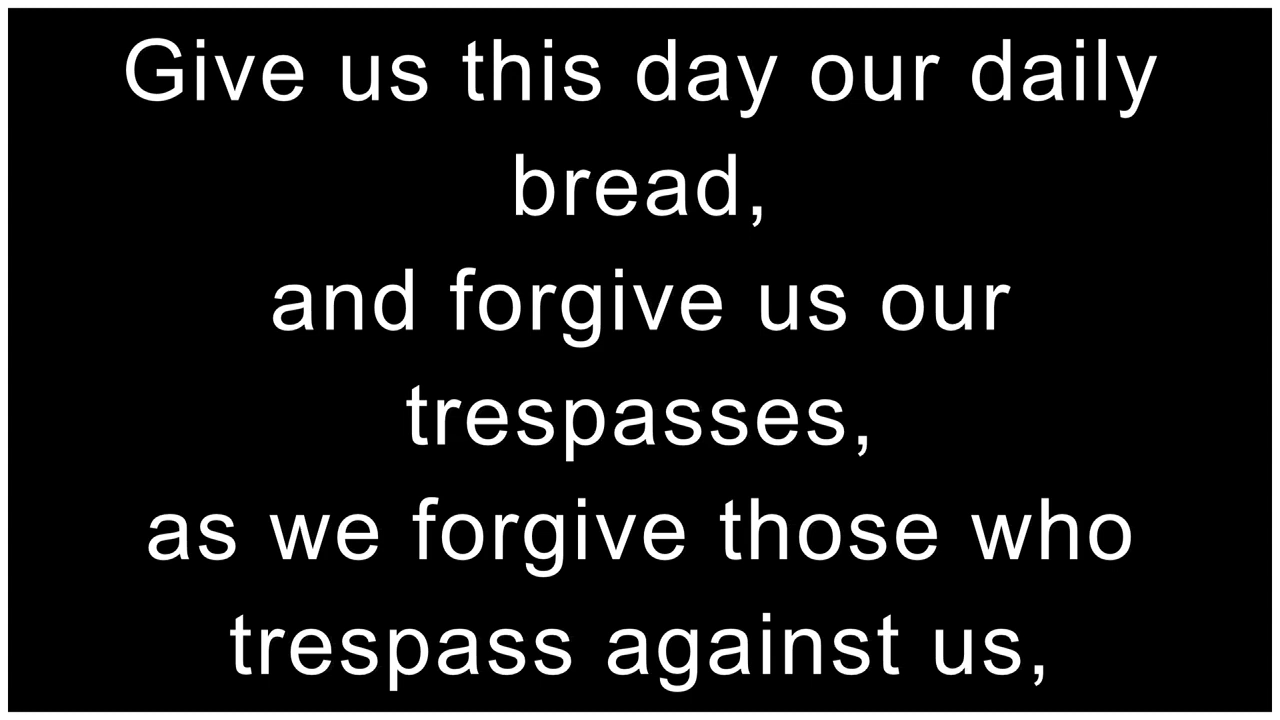 Give us this day our daily
bread,
and forgive us our
trespasses,
as we forgive those who
trespass against us,